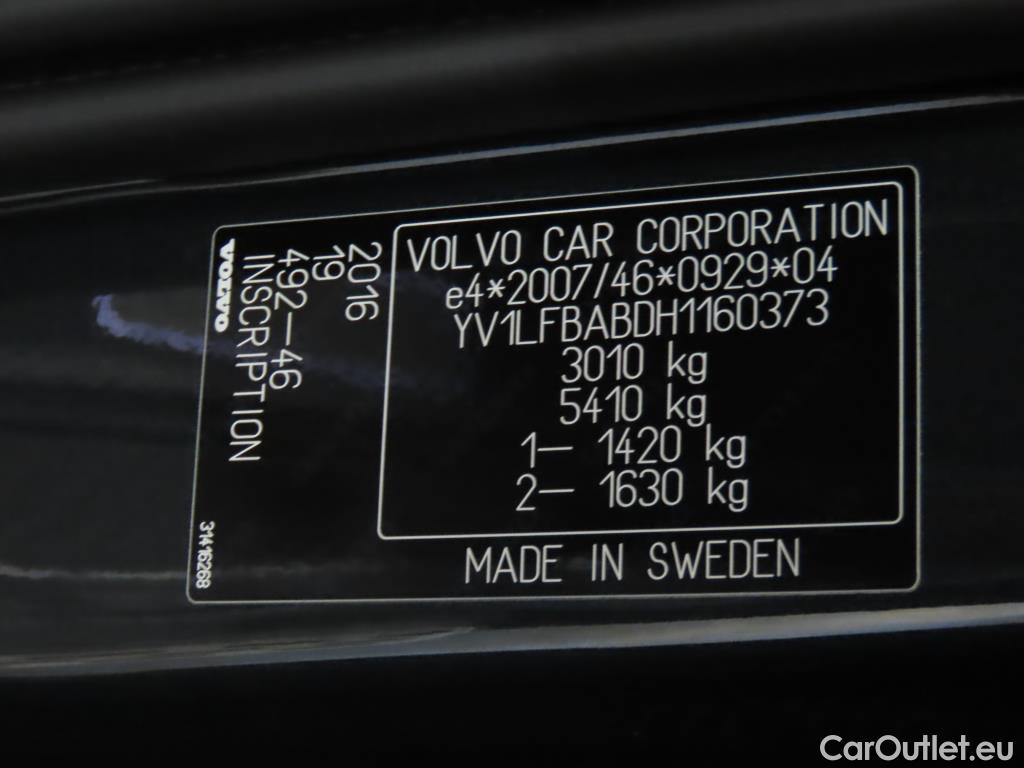 VOLVO CAR CORPORATION
e4*2007/46*0929*04
YV1LFBABDH1160373
3010 kg
5410 kg
1– 1420 kg
2– 1630 kg
MADE IN SWEDEN
2016
19
492–46
INSCRIPTION
VOLVO
31415268
CarOutlet.eu